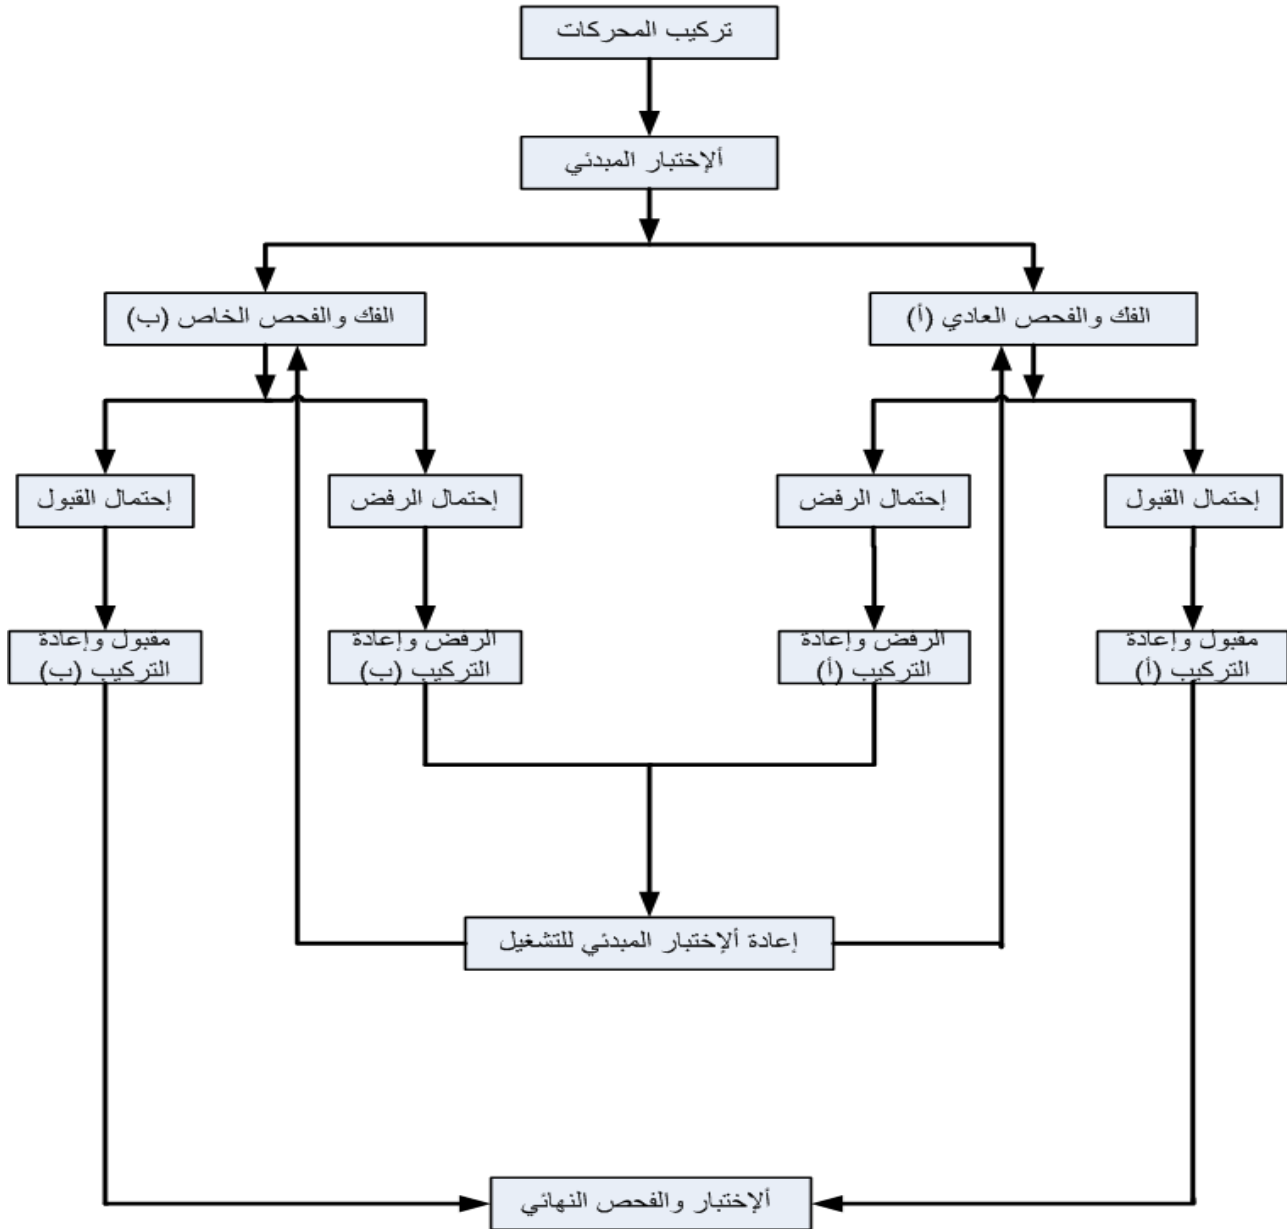 تركيب المحركات
ألإختبار المبدئي
الفك والفحص العادي (أ)
الفك والفحص الخاص (ب)
إحتمال القبول
إحتمال الرفض
إحتمال الرفض
إحتمال القبول
مقبول وإعادة
التركيب (أ)
الرفض وإعادة
التركيب (أ)
الرفض وإعادة
التركيب (ب)
مقبول وإعادة
التركيب (ب)
إعادة ألإختبار المبدئي للتشغيل
ألإختبار والفحص النهائي